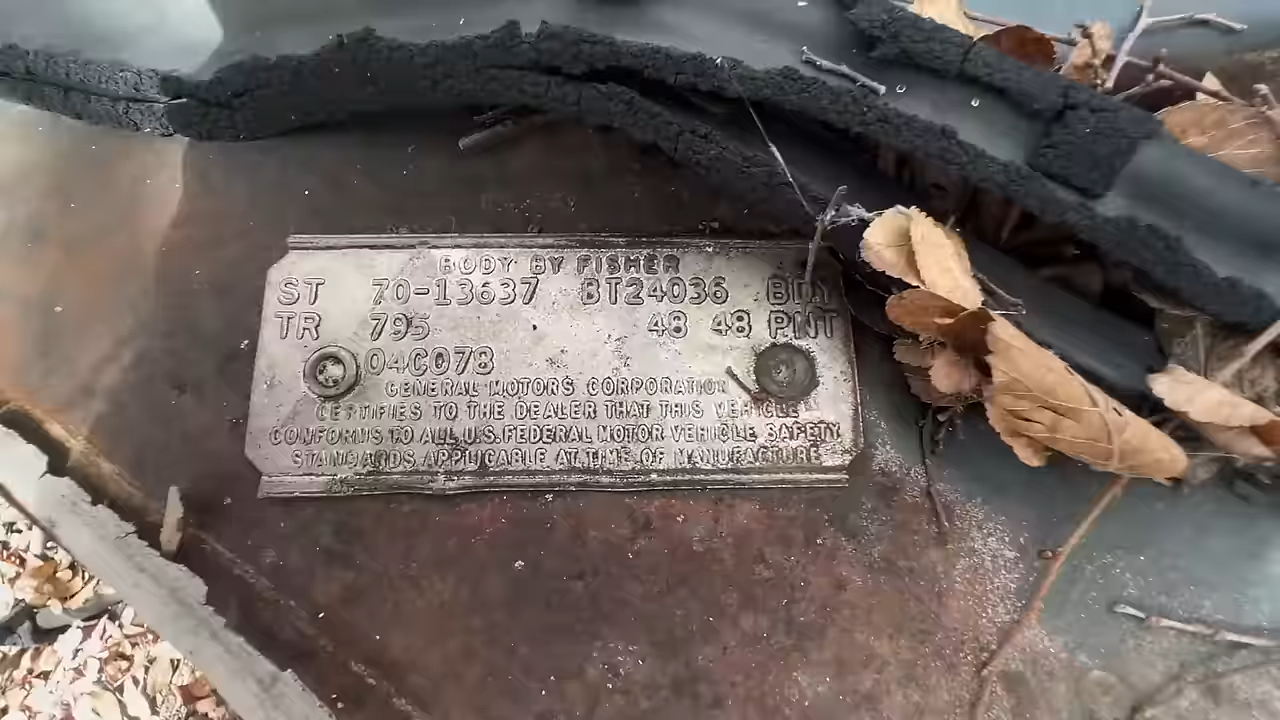 BODY BY FISHER
ST 70-13637 BT24036 BDY
TR 795 48 48 PNT
04C078
GENERAL MOTORS CORPORATION
CERTIFIES TO THE DEALER THAT THIS VEHICLE
CONFORMS TO ALL U.S. FEDERAL MOTOR VEHICLE SAFETY
STANDARDS APPLICABLE AT TIME OF MANUFACTURE